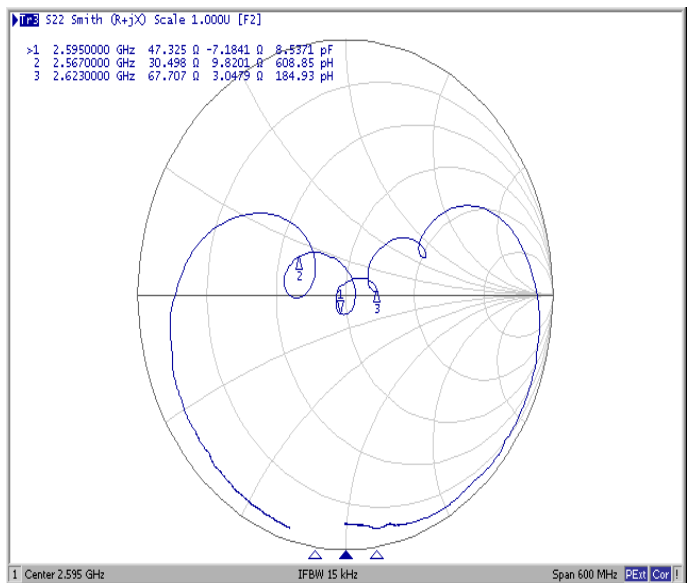 Tr3 S22 Smith (R+jX) Scale 1.000U [F2]
>1 2.5950000 GHz 47.325 Ω -7.1841 Ω 8.5371 pF
2 2.5670000 GHz 30.498 Ω 9.8201 Ω 608.85 pH
3 2.6230000 GHz 67.707 Ω 3.0479 Ω 184.93 pH
2
1
3
1 Center 2.595 GHz IFBW 15 kHz Span 600 MHz PExt Cor !